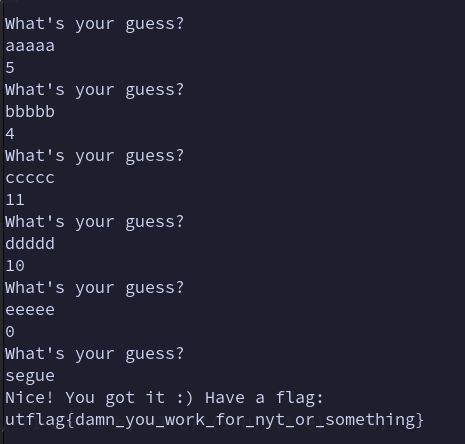 What's your guess?
aaaaa
5
What's your guess?
bbbbb
4
What's your guess?
ccccc
11
What's your guess?
ddddd
10
What's your guess?
eeeee
0
What's your guess?
segue
Nice! You got it :) Have a flag:
utflag{damn_you_work_for_nyt_or_something}